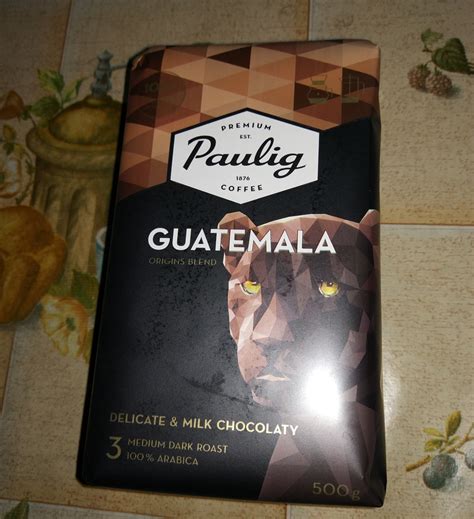 PREMIUM
EST.
Paulig
1876
COFFEE
GUATEMALA
ORIGINS BLEND
DELICATE & MILK CHOCOLATY
3 MEDIUM DARK ROAST
100% ARABICA
500g